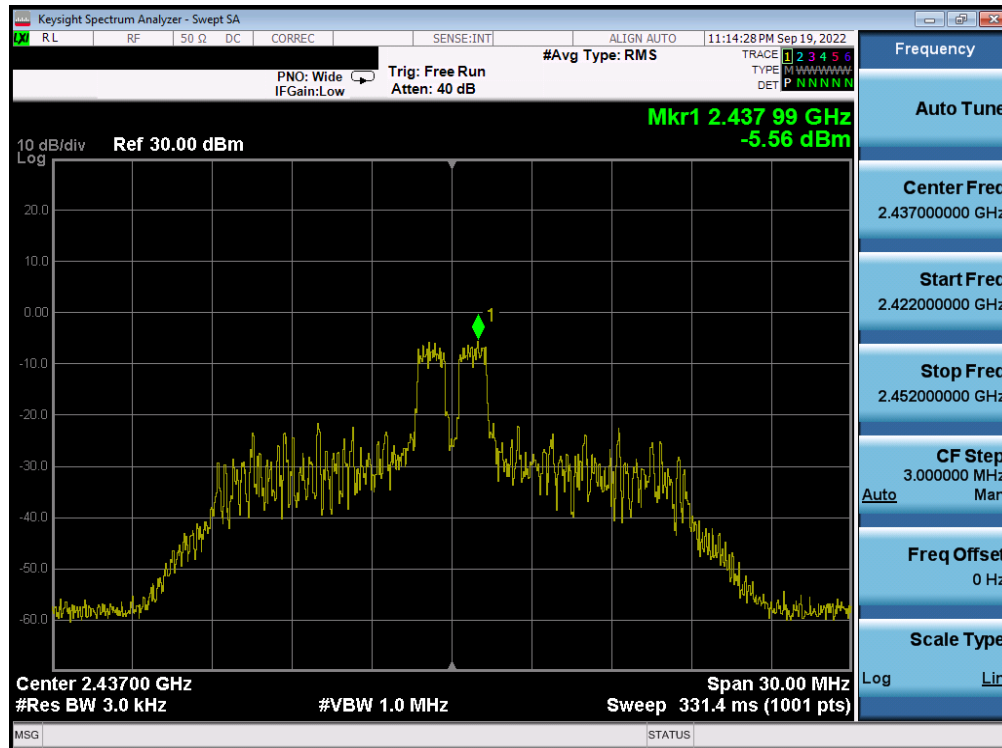 Keysight Spectrum Analyzer - Swept SA
LXI RL RF 50 Ω DC CORREC SENSE:INT ALIGN AUTO 11:14:28 PM Sep 19, 2022
Frequency
#Avg Type: RMS
TRACE 1 2 3 4 5 6
PNO: Wide Trig: Free Run
TYPE M W W W W W
IFGain:Low Atten: 40 dB
DET P N N N N N
Auto Tune
Mkr1 2.437 99 GHz
-5.56 dBm
10 dB/div Ref 30.00 dBm
Log
1
20.0
10.0
0.00
-10.0
-20.0
-30.0
-40.0
-50.0
-60.0
Center Freq
2.437000000 GHz
Start Freq
2.422000000 GHz
Stop Freq
2.452000000 GHz
CF Step
3.000000 MHz
Auto Man
Freq Offset
0 Hz
Scale Type
Log Lin
Center 2.43700 GHz Span 30.00 MHz
#Res BW 3.0 kHz #VBW 1.0 MHz Sweep 331.4 ms (1001 pts)
MSG STATUS